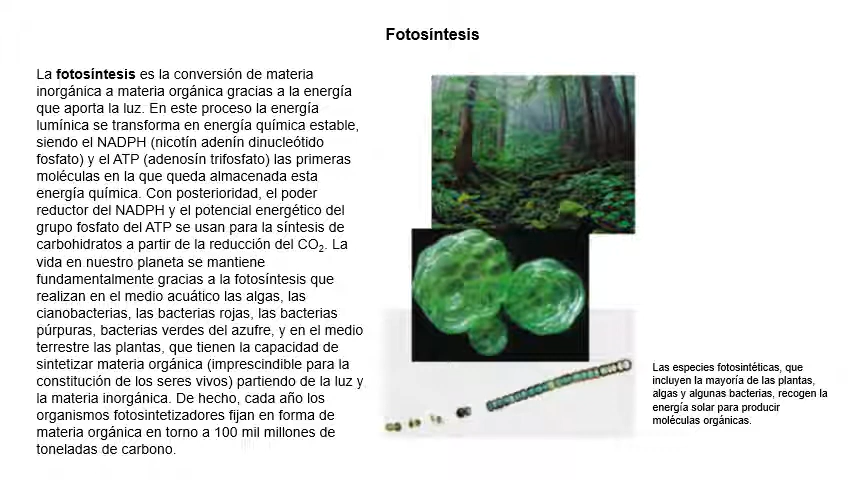 Fotosíntesis
La fotosíntesis es la conversión de materia
inorgánica a materia orgánica gracias a la energía
que aporta la luz. En este proceso la energía
lumínica se transforma en energía química estable,
siendo el NADPH (nicotín adenín dinucleótido
fosfato) y el ATP (adenosín trifosfato) las primeras
moléculas en la que queda almacenada esta
energía química. Con posterioridad, el poder
reductor del NADPH y el potencial energético del
grupo fosfato del ATP se usan para la síntesis de
carbohidratos a partir de la reducción del CO₂. La
vida en nuestro planeta se mantiene
fundamentalmente gracias a la fotosíntesis que
realizan en el medio acuático las algas, las
cianobacterias, las bacterias rojas, las bacterias
púrpuras, bacterias verdes del azufre, y en el medio
terrestre las plantas, que tienen la capacidad de
sintetizar materia orgánica (imprescindible para la
constitución de los seres vivos) partiendo de la luz y
la materia inorgánica. De hecho, cada año los
organismos fotosintetizadores fijan en forma de
materia orgánica en torno a 100 mil millones de
toneladas de carbono.
Las especies fotosintéticas, que
incluyen la mayoría de las plantas,
algas y algunas bacterias, recogen la
energía solar para producir
moléculas orgánicas.